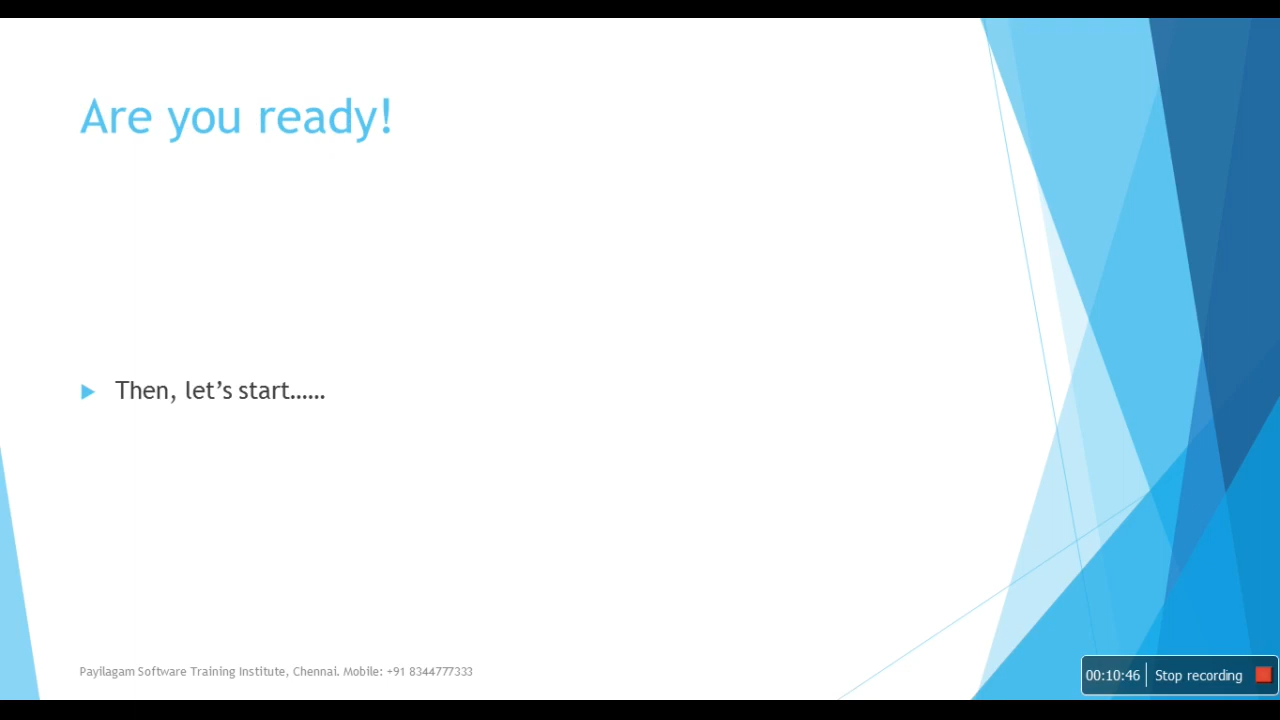 Are you ready!
Then, let’s start……
Payilagam Software Training Institute, Chennai. Mobile: +91 8344777333
00:10:46 Stop recording